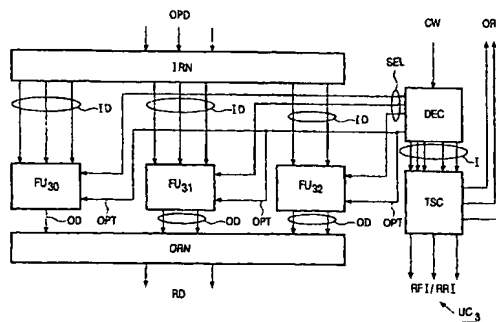 OPD
CW
OR
IRN
SEL
DEC
ID
ID
ID
I
FU30
FU31
FU32
TSC
OD
OPT
OD
OPT
OD
OPT
ORN
RD
RFI/RRI
UC3